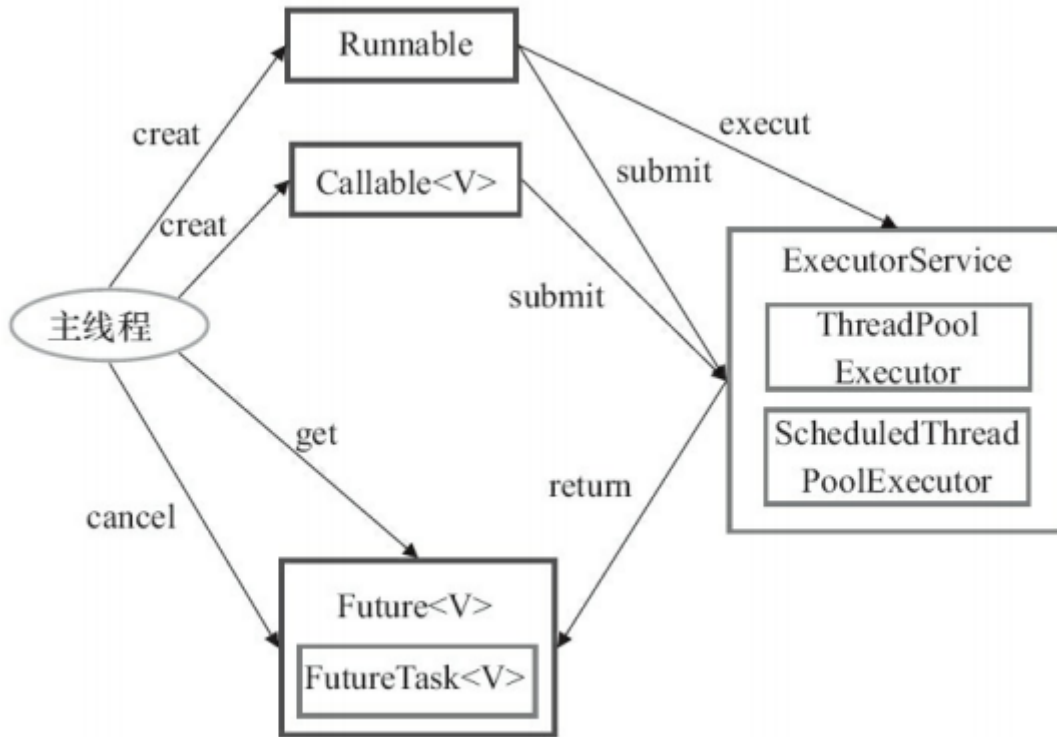 Runnable
creat
execut
Callable<V>
submit
creat
ExecutorService
submit
主线程
ThreadPool
Executor
ScheduledThread
PoolExecutor
get
return
cancel
Future<V>
FutureTask<V>